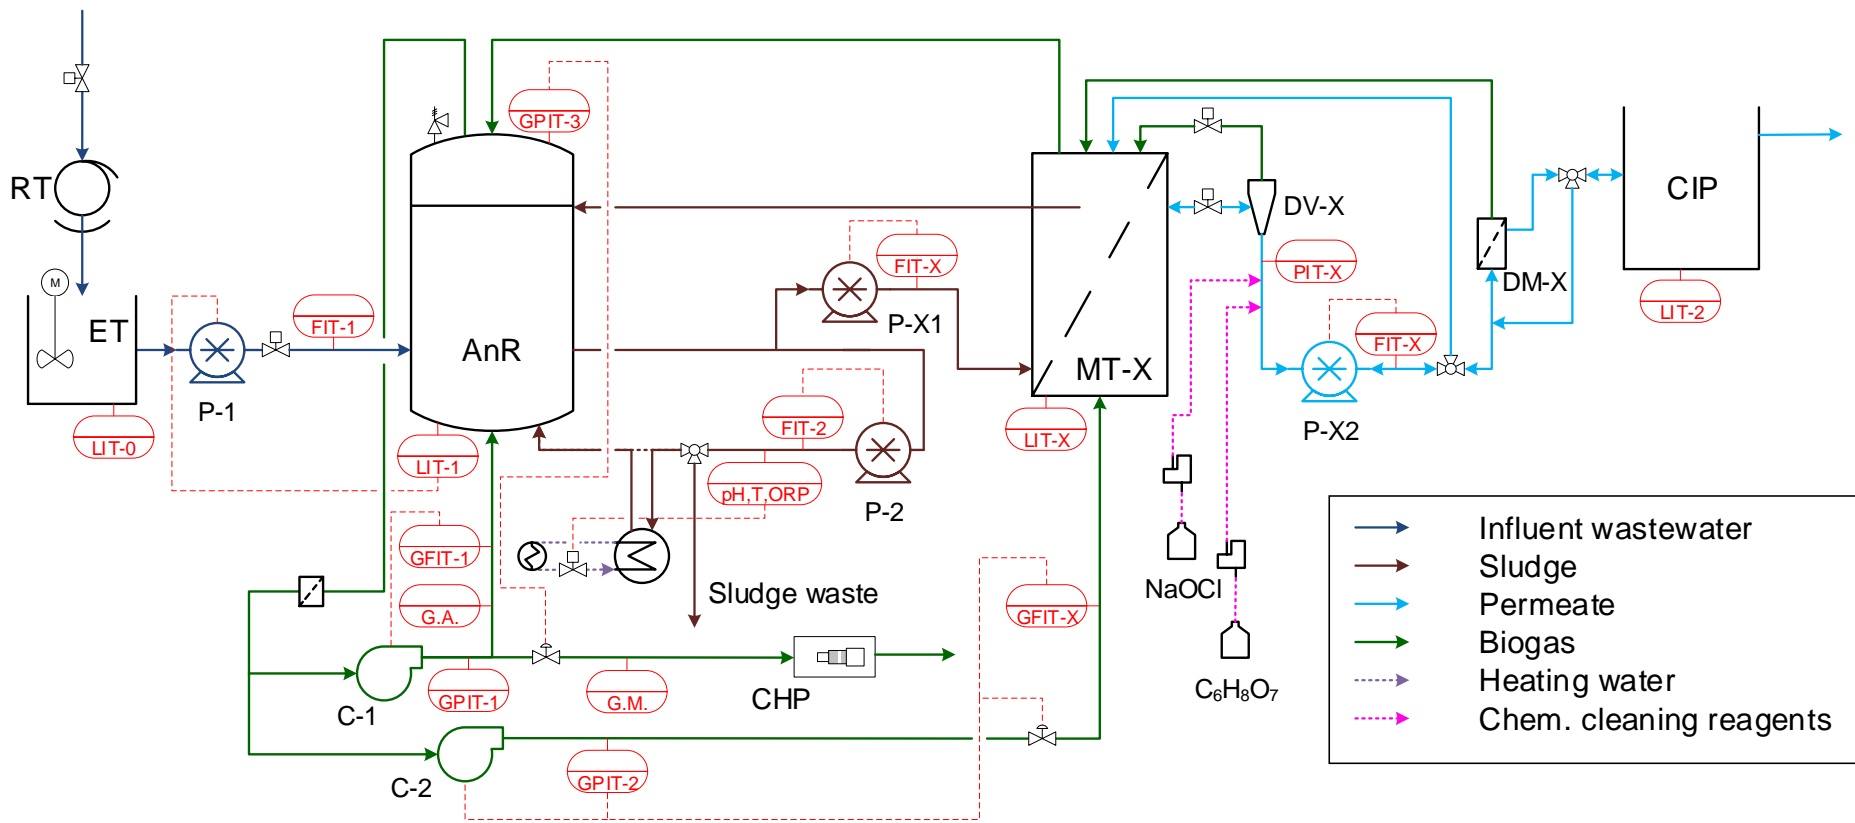 GPIT-3
RT
CIP
DV-X
FIT-X
PIT-X
DM-X
M
ET
FIT-1
P-X1
LIT-2
AnR
FIT-X
MT-X
P-1
P-X2
LIT-0
LIT-1
FIT-2
LIT-X
pH,T,ORP
P-2
GFIT-1
NaOCl
Sludge waste
G.A.
GFIT-X
C₆H₈O₇
GPIT-1
G.M.
CHP
C-1
GPIT-2
C-2
Influent wastewater
Sludge
Permeate
Biogas
Heating water
Chem. cleaning reagents